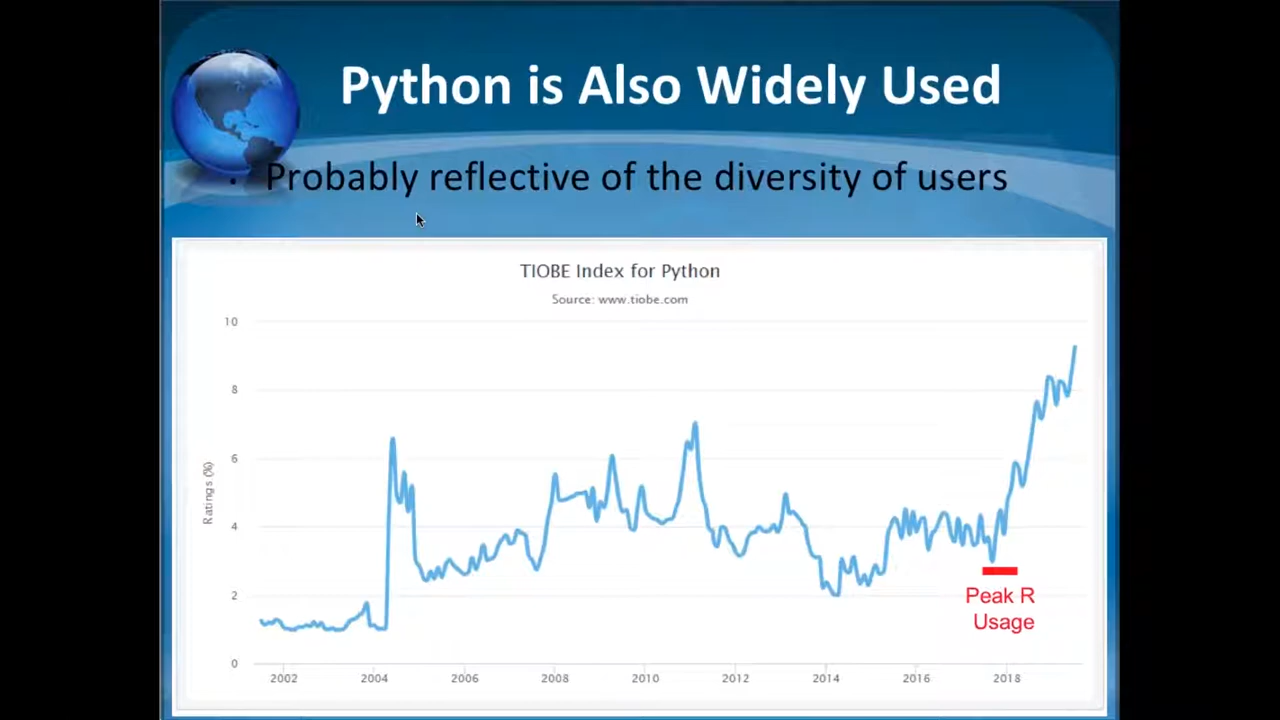 Python is Also Widely Used
• Probably reflective of the diversity of users
TIOBE Index for Python
Source: www.tiobe.com
10
8
6
4
2
0
Ratings (%)
2002 2004 2006 2008 2010 2012 2014 2016 2018
Peak R
Usage